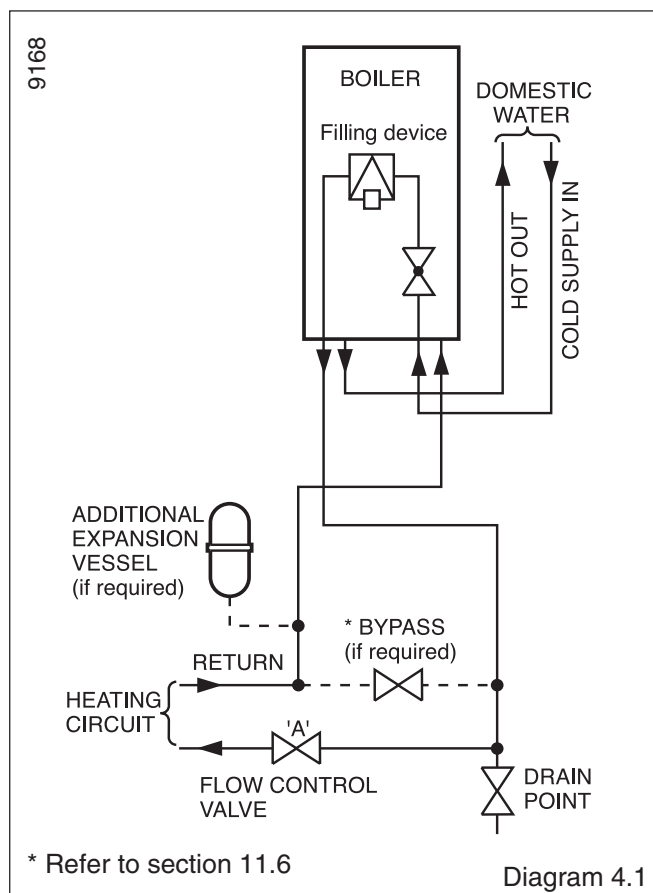 9168
BOILER
Filling device
DOMESTIC
WATER
HOT OUT
COLD SUPPLY IN
ADDITIONAL
EXPANSION
VESSEL
(if required)
* BYPASS
(if required)
RETURN
HEATING
CIRCUIT
'A'
FLOW CONTROL
VALVE
DRAIN
POINT
* Refer to section 11.6
Diagram 4.1